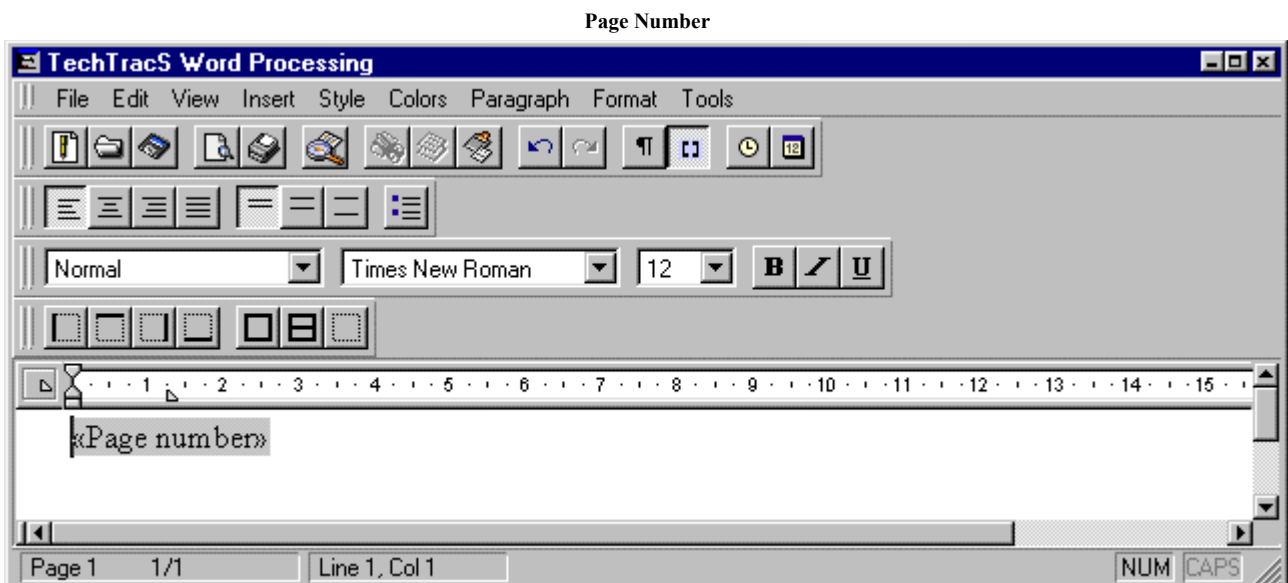 Page Number
TechTracS Word Processing
File Edit View Insert Style Colors Paragraph Format Tools
12
Normal Times New Roman 12 B I U
1 2 3 4 5 6 7 8 9 10 11 12 13 14 15
«Page number»
Page 1 1/1 Line 1, Col 1 NUM CAPS